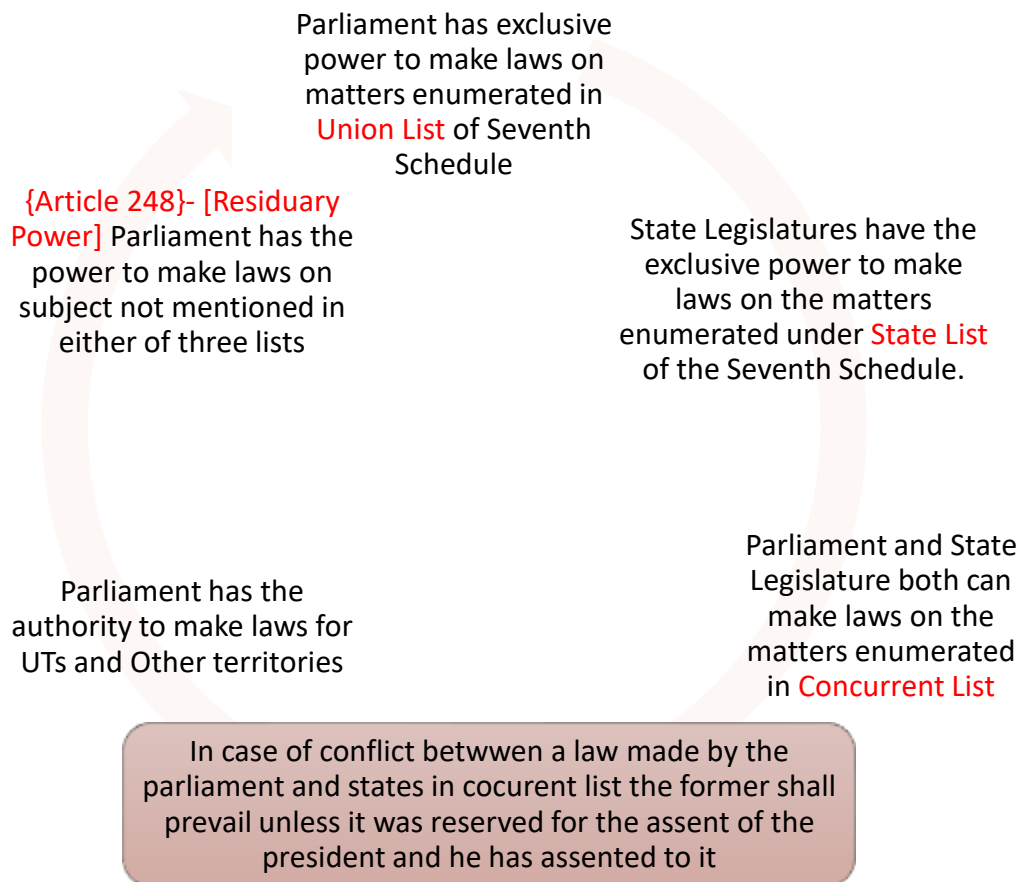 Parliament has exclusive
power to make laws on
matters enumerated in
Union List of Seventh
Schedule
State Legislatures have the
exclusive power to make
laws on the matters
enumerated under State List
of the Seventh Schedule.
Parliament and State
Legislature both can
make laws on the
matters enumerated
in Concurrent List
In case of conflict betwwen a law made by the
parliament and states in cocurent list the former shall
prevail unless it was reserved for the assent of the
president and he has assented to it
Parliament has the
authority to make laws for
UTs and Other territories
{Article 248}- [Residuary
Power] Parliament has the
power to make laws on
subject not mentioned in
either of three lists